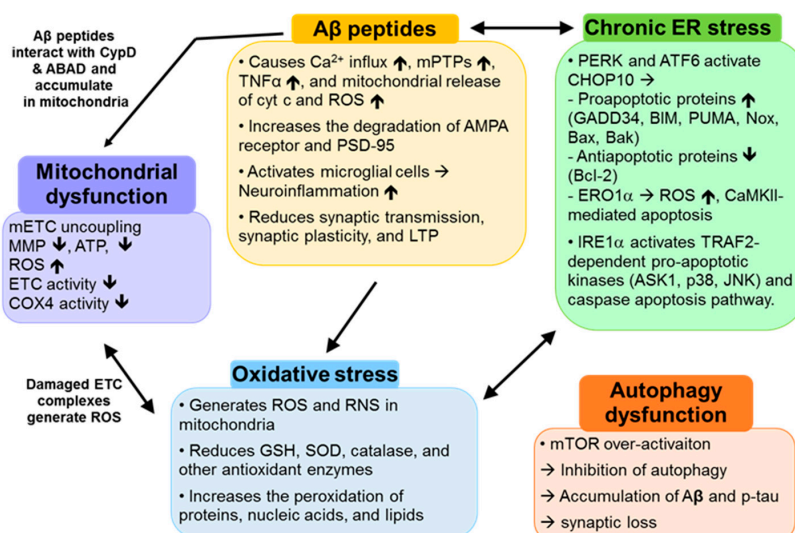 Aβ peptides
interact with CypD
& ABAD and
accumulate
in mitochondria
Aβ peptides
• Causes Ca²⁺ influx ↑, mPTPs ↑,
TNFα ↑, and mitochondrial release
of cyt c and ROS ↑
• Increases the degradation of AMPA
receptor and PSD-95
• Activates microglial cells →
Neuroinflammation ↑
• Reduces synaptic transmission,
synaptic plasticity, and LTP
Chronic ER stress
• PERK and ATF6 activate
CHOP10 →
- Proapoptotic proteins ↑
(GADD34, BIM, PUMA, Nox,
Bax, Bak)
- Antiapoptotic proteins ↓
(Bcl-2)
- ERO1α → ROS ↑, CaMKII-
mediated apoptosis
• IRE1α activates TRAF2-
dependent pro-apoptotic
kinases (ASK1, p38, JNK) and
caspase apoptosis pathway.
Mitochondrial
dysfunction
mETC uncoupling
MMP ↓, ATP, ↓
ROS ↑
ETC activity ↓
COX4 activity ↓
Damaged ETC
complexes
generate ROS
Oxidative stress
• Generates ROS and RNS in
mitochondria
• Reduces GSH, SOD, catalase, and
other antioxidant enzymes
• Increases the peroxidation of
proteins, nucleic acids, and lipids
Autophagy
dysfunction
• mTOR over-activaiton
→ Inhibition of autophagy
→ Accumulation of Aβ and p-tau
→ synaptic loss